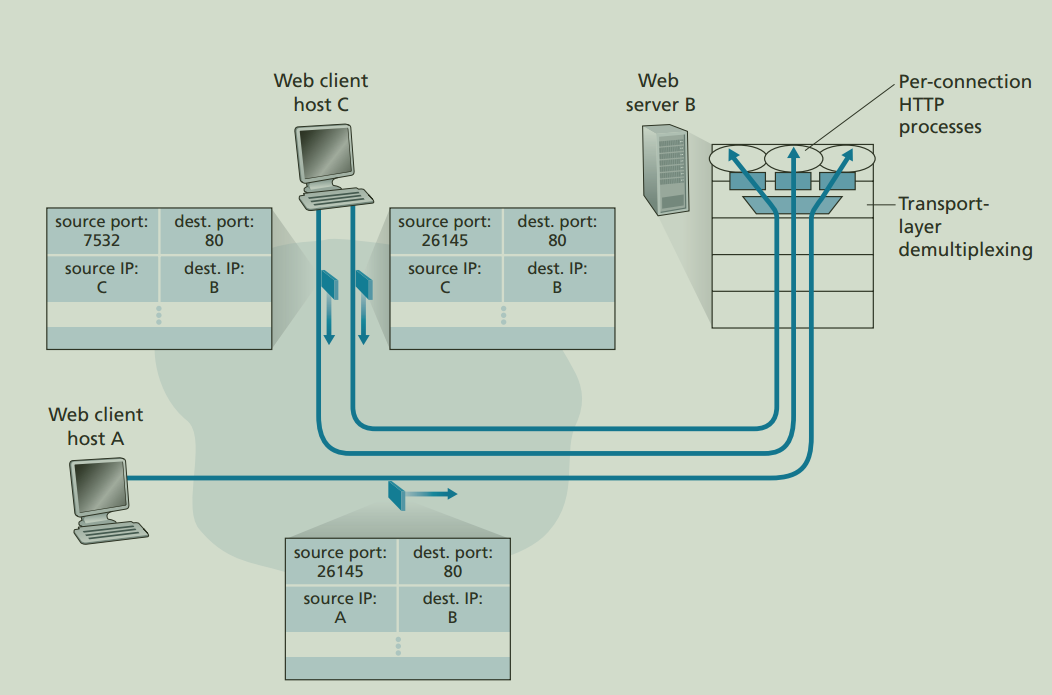 Web client
host C
Web
server B
Per-connection
HTTP
processes
Transport-
layer
demultiplexing
source port:
7532
dest. port:
80
source IP:
C
dest. IP:
B
source port:
26145
dest. port:
80
source IP:
C
dest. IP:
B
Web client
host A
source port:
26145
dest. port:
80
source IP:
A
dest. IP:
B